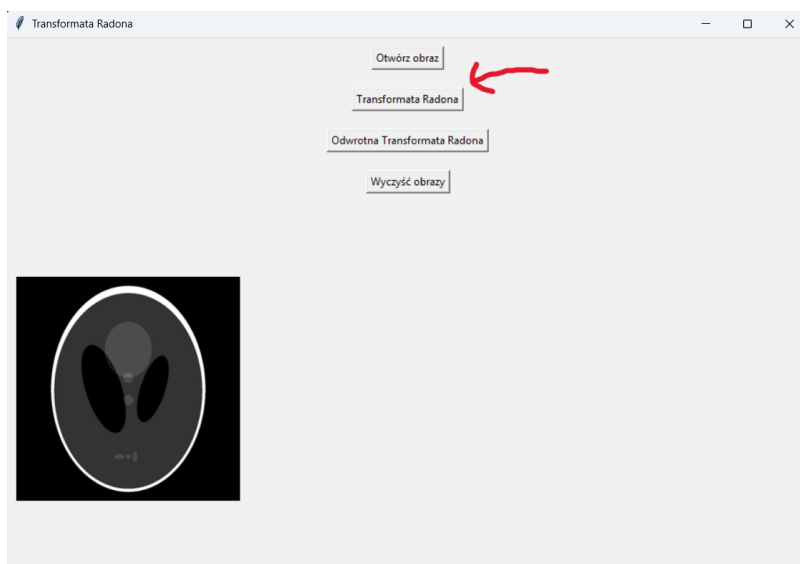 Transformata Radona
Otwórz obraz
Transformata Radona
Odwrotna Transformata Radona
Wyczyść obrazy